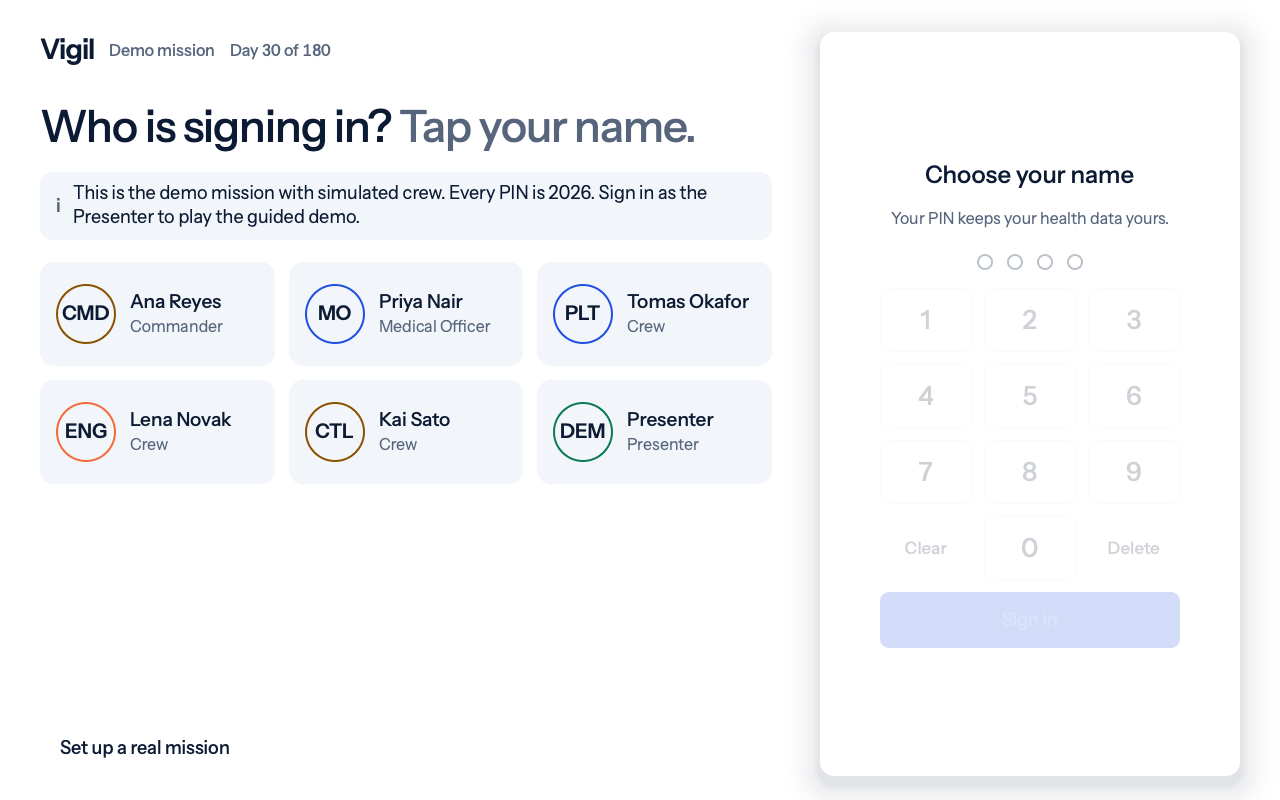 Vigil Demo mission Day 30 of 180
Who is signing in? Tap your name.
i This is the demo mission with simulated crew. Every PIN is 2026. Sign in as the
Presenter to play the guided demo.
CMD Ana Reyes
Commander
MO Priya Nair
Medical Officer
PLT Tomas Okafor
Crew
ENG Lena Novak
Crew
CTL Kai Sato
Crew
DEM Presenter
Presenter
Set up a real mission
Choose your name
Your PIN keeps your health data yours.
1 2 3
4 5 6
7 8 9
Clear 0 Delete
Sign in